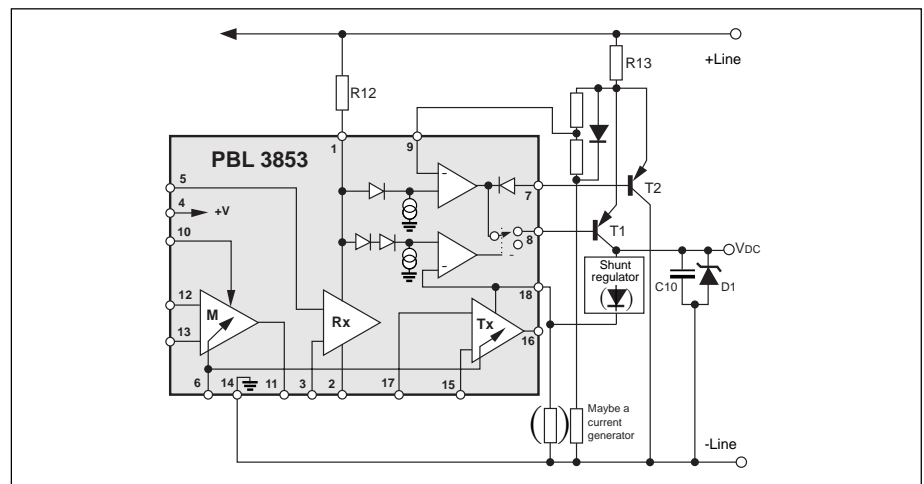 +Line
R13
R12
PBL 3853
1
9
5
4
+V
10
7
T2
8
T1
VDC
Shunt
regulator
C10
D1
18
12
M
Rx
Tx
13
16
6
14
11
3
2
17
15
Maybe a
current
generator
-Line